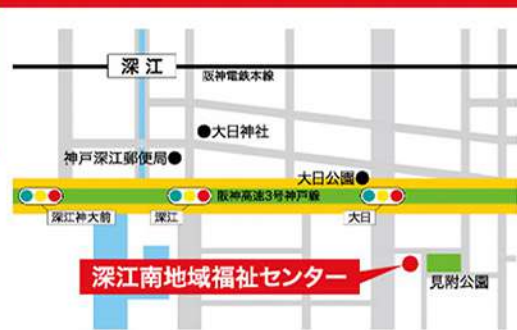 深江
阪神電鉄本線
大日神社
神戸深江郵便局
大日公園
阪神高速3号神戸線
深江神大前
深江
大日
深江南地域福祉センター
見附公園